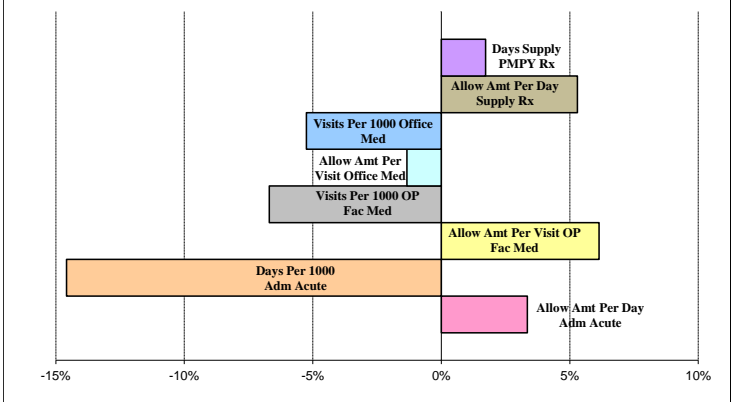 Days Supply
PMPY Rx
Allow Amt Per Day
Supply Rx
Visits Per 1000 Office
Med
Allow Amt Per
Visit Office Med
Visits Per 1000 OP
Fac Med
Allow Amt Per Visit OP
Fac Med
Days Per 1000
Adm Acute
Allow Amt Per Day
Adm Acute
-15% -10% -5% 0% 5% 10%